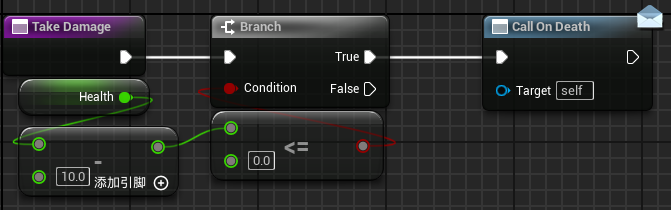 Take Damage
Branch
Call On Death
True
Health
Condition
False
Target self
-
<=
10.0
0.0
添加引脚